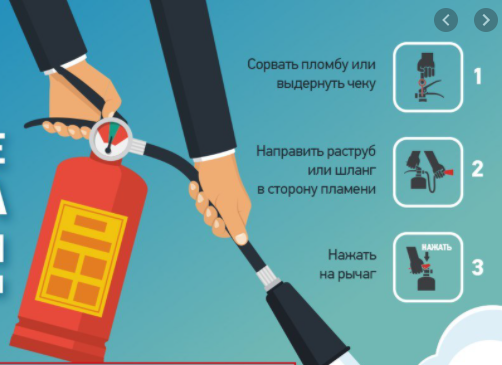 Сорвать пломбу или
выдернуть чеку
1
Направить раструб
или шланг
в сторону пламени
2
Нажать
на рычаг
НАЖАТЬ
3